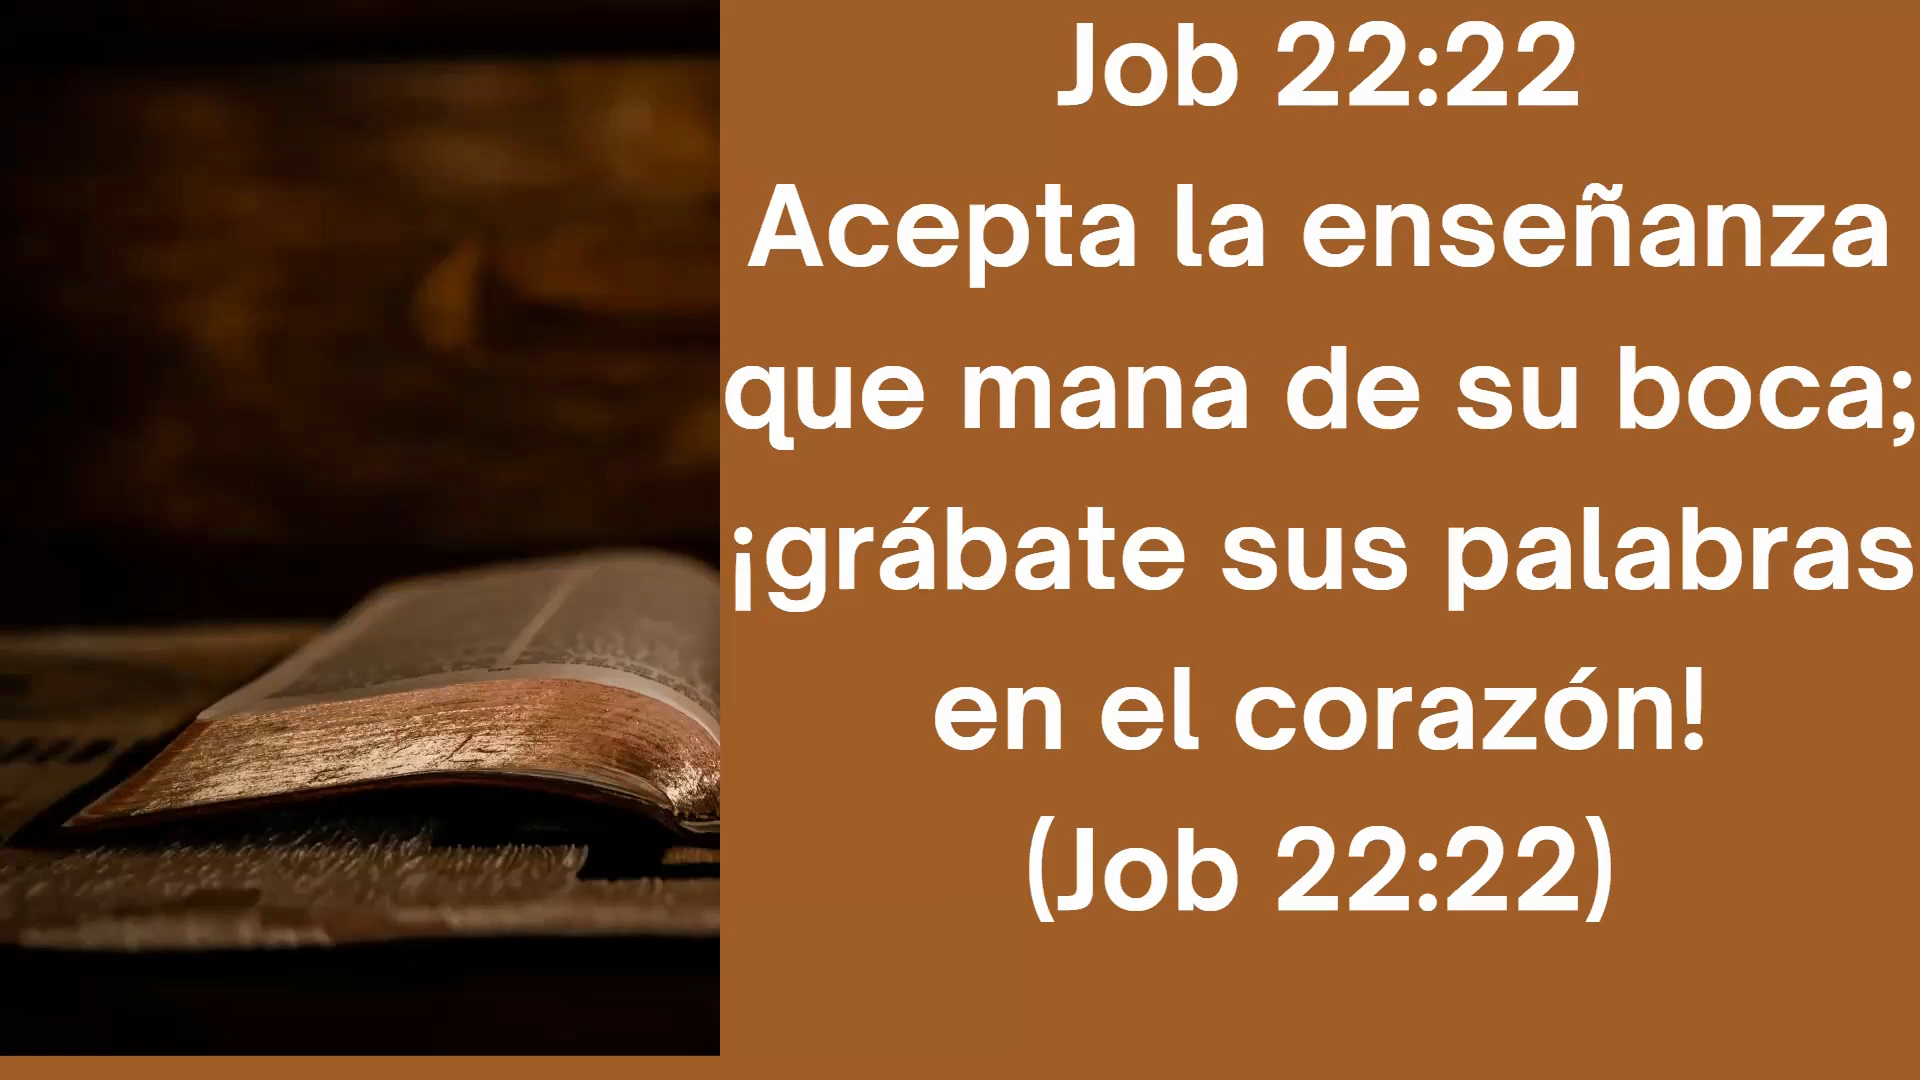 Job 22:22
Acepta la enseñanza
que mana de su boca;
¡grábate sus palabras
en el corazón!
(Job 22:22)